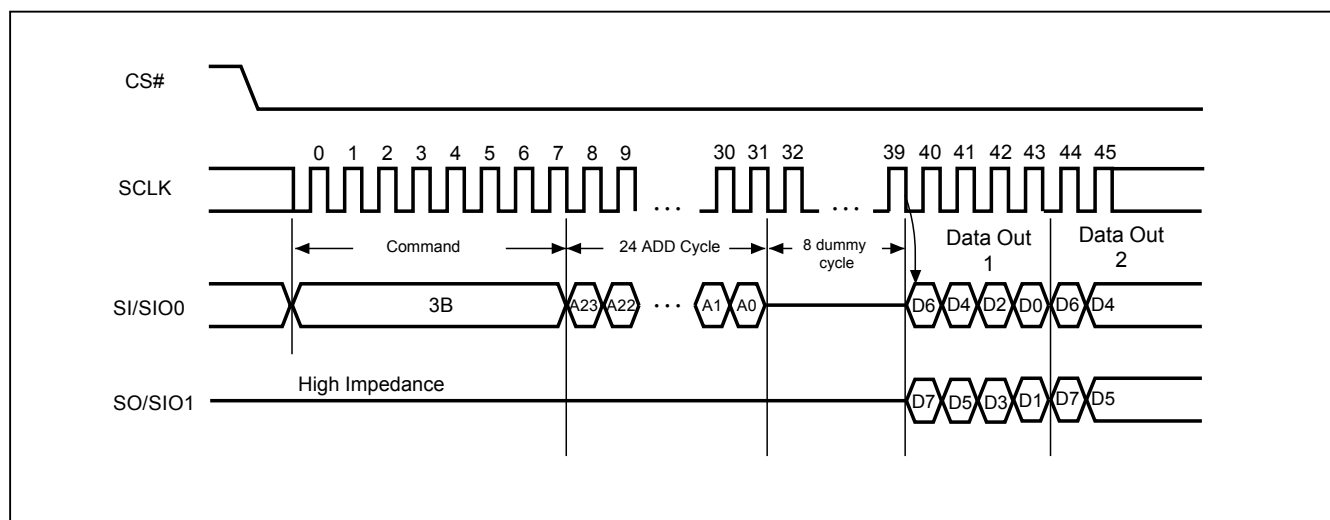 CS#
0 1 2 3 4 5 6 7 8 9 30 31 32 39 40 41 42 43 44 45
SCLK
... ...
Command 24 ADD Cycle 8 dummy cycle Data Out 1 Data Out 2
SI/SIO0 3B A23 A22 ... A1 A0 D6 D4 D2 D0 D6 D4
High Impedance
SO/SIO1 D7 D5 D3 D1 D7 D5